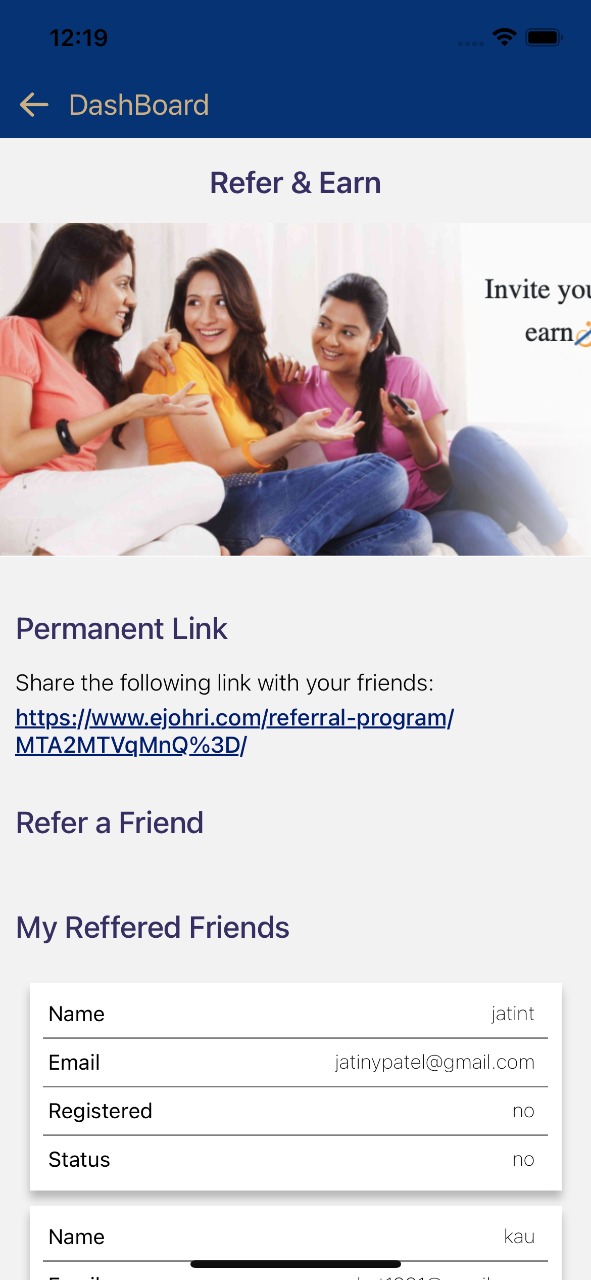 12:19
DashBoard
Refer & Earn
Invite you
earn
Permanent Link
Share the following link with your friends:
https://www.ejohri.com/referral-program/
MTA2MTVqMnQ%3D/
Refer a Friend
My Reffered Friends
Name jatint
Email jatinypatel@gmail.com
Registered no
Status no
Name kau
Email